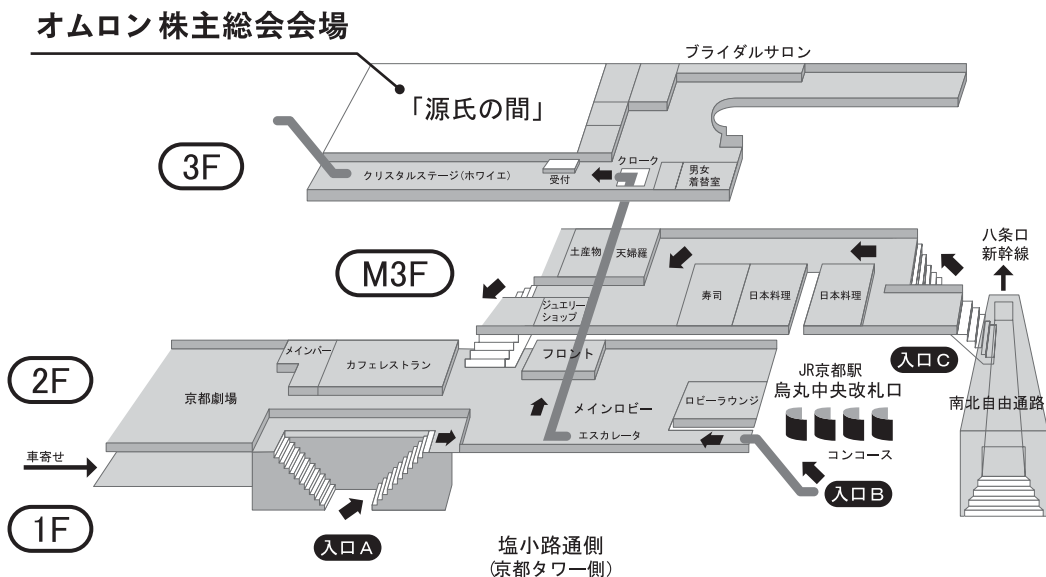 オムロン 株主総会会場
ブライダルサロン
「源氏の間」
3F
クローク
クリスタルステージ(ホワイエ)
受付
男女
着替室
八条口
新幹線
土産物
天婦羅
M3F
寿司
日本料理
日本料理
ジュエリー
ショップ
メインバー
カフェレストラン
フロント
入口C
2F
京都劇場
メインロビー
ロビーラウンジ
JR京都駅
烏丸中央改札口
南北自由通路
エスカレータ
コンコース
車寄せ
入口B
1F
入口A
塩小路通側
(京都タワー側)